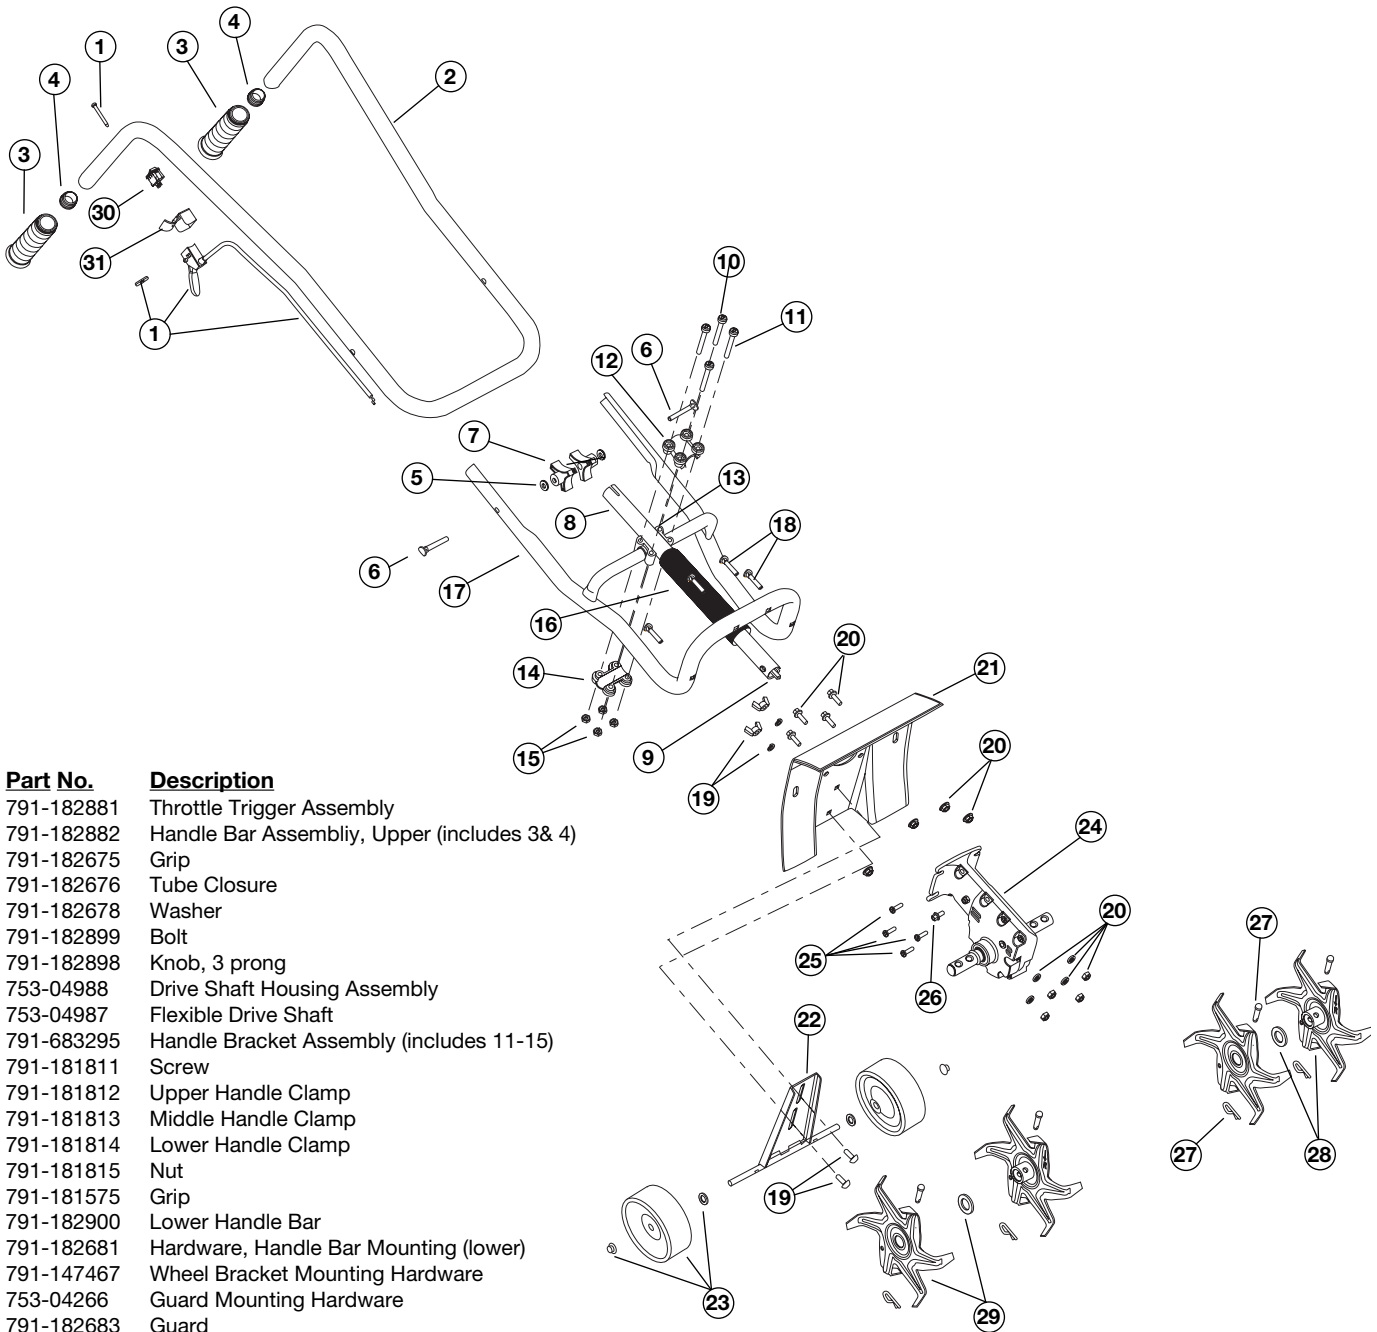 4
1
3
4
2
3
30
31
1
10
11
12
6
7
5
13
8
18
6
17
16
20
14
21
15
9
19
20
24
20
25
26
27
22
27
28
19
23
29
Part No. Description
791-182881 Throttle Trigger Assembly
791-182882 Handle Bar Assembliy, Upper (includes 3& 4)
791-182675 Grip
791-182676 Tube Closure
791-182678 Washer
791-182899 Bolt
791-182898 Knob, 3 prong
753-04988 Drive Shaft Housing Assembly
753-04987 Flexible Drive Shaft
791-683295 Handle Bracket Assembly (includes 11-15)
791-181811 Screw
791-181812 Upper Handle Clamp
791-181813 Middle Handle Clamp
791-181814 Lower Handle Clamp
791-181815 Nut
791-181575 Grip
791-182900 Lower Handle Bar
791-182681 Hardware, Handle Bar Mounting (lower)
791-147467 Wheel Bracket Mounting Hardware
753-04266 Guard Mounting Hardware
791-182683 Guard